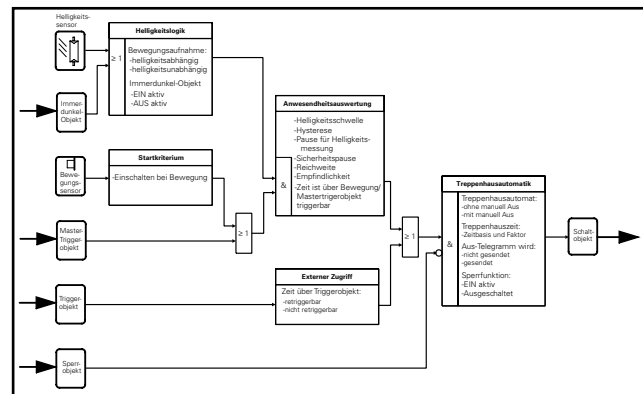 Helligkeits-
sensor
Helligkeitslogik
≥ 1
Bewegungsaufnahme:
-helligkeitsabhängig
-helligkeitsunabhängig
Immerdunkel-Objekt
-EIN aktiv
-AUS aktiv
Immer-
dunkel-
Objekt
Anwesendheitsauswertung
-Helligkeitsschwelle
-Hysterese
-Pause für Helligkeits-
messung
-Sicherheitspause
-Reichweite
-Empfindlichkeit
-Zeit ist über Bewegung/
Mastertrigerobjekt
triggerbar
&
Bewe-
gungs-
sensor
Startkriterium
-Einschalten bei Bewegung
≥ 1
Master-
Trigger-
objekt
≥ 1
Treppenhausautomatik
Treppenhausautomat:
-ohne manuell Aus
-mit manuell Aus
Treppenhauszeit:
-Zeitbasis und Faktor
Aus-Telegramm wird:
-nicht gesendet
-gesendet
Sperrfunktion:
-EIN aktiv
-Ausgeschaltet
&
Schalt-
objekt
Trigger-
objekt
Externer Zugriff
Zeit über Triggerobjekt:
-retriggerbar
-nicht retriggerbar
Sperr-
objekt